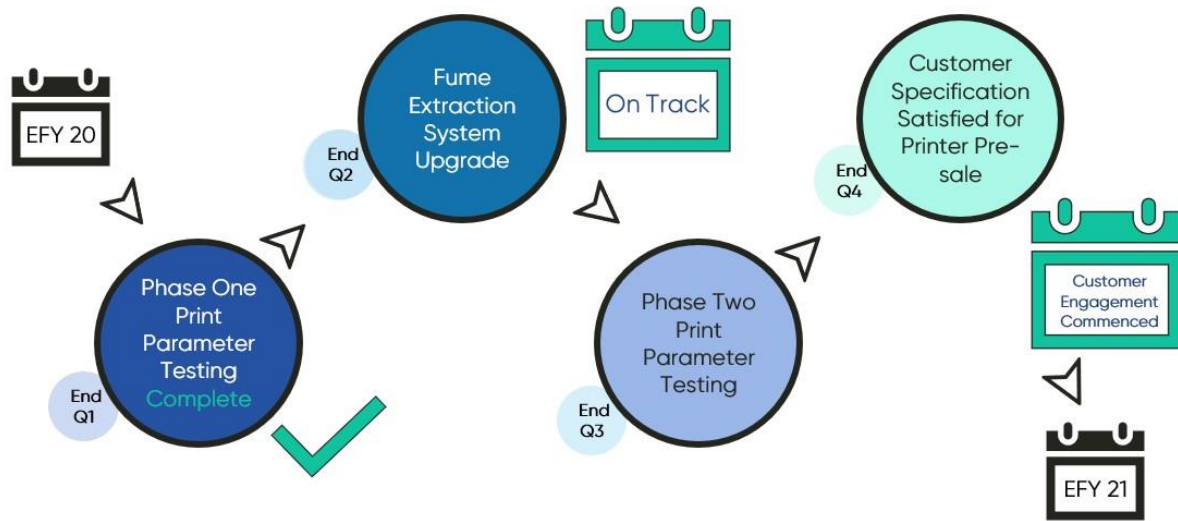 EFY 20
Phase One
Print
Parameter
Testing
Complete
End
Q1
Fume
Extraction
System
Upgrade
End
Q2
On Track
Phase Two
Print
Parameter
Testing
End
Q3
Customer
Specification
Satisfied for
Printer Pre-
sale
End
Q4
Customer
Engagement
Commenced
EFY 21